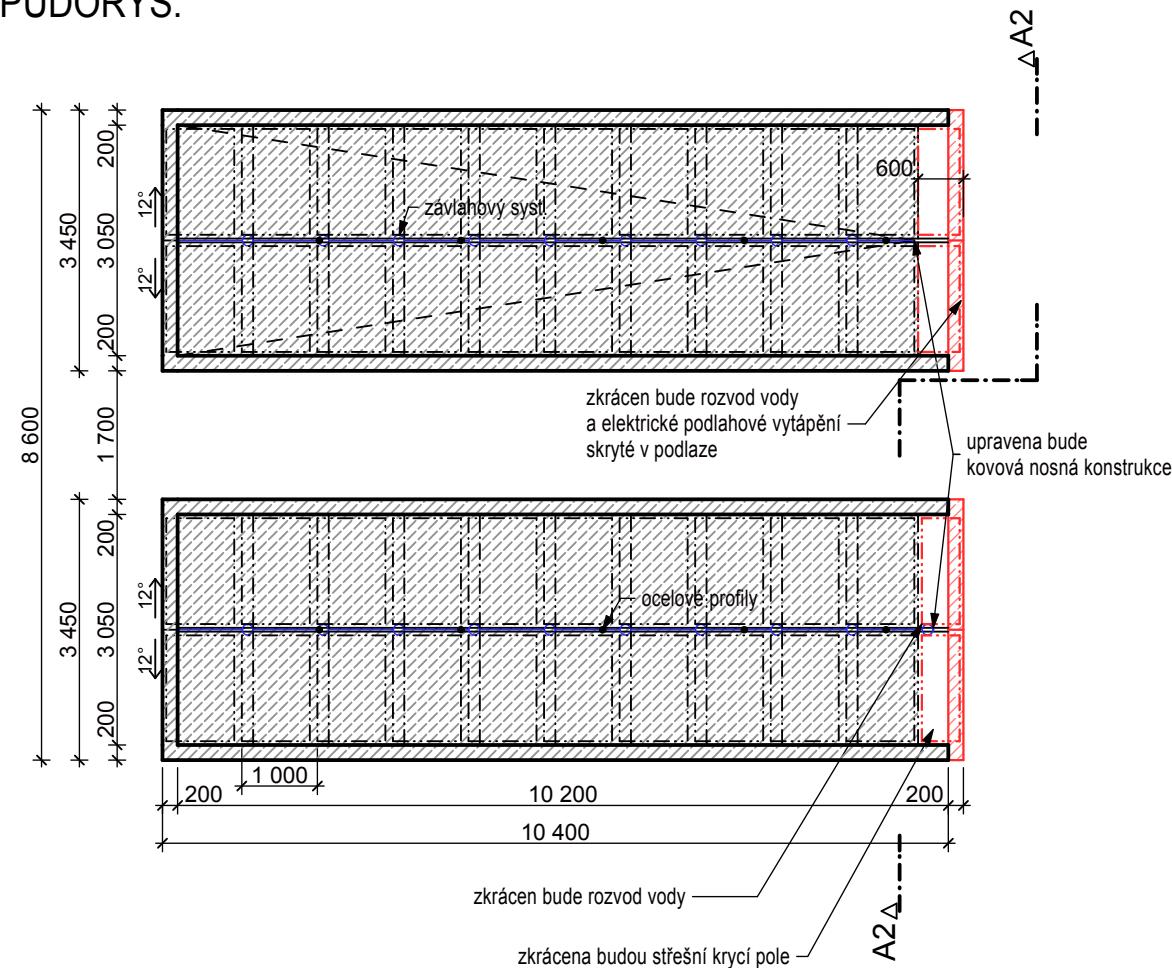 PŮDORYS:
A2
200
600
12°
závlahový syst.
3 450
3 050
12°
200
zkrácen bude rozvod vody
a elektrické podlahové vytápění
skryté v podlaze
8 600
1 700
upravena bude
kovová nosná konstrukce
200
12°
ocelové profily
3 450
3 050
12°
200
1 000
200
10 200
200
10 400
zkrácen bude rozvod vody
A2
zkrácena budou střešní krycí pole